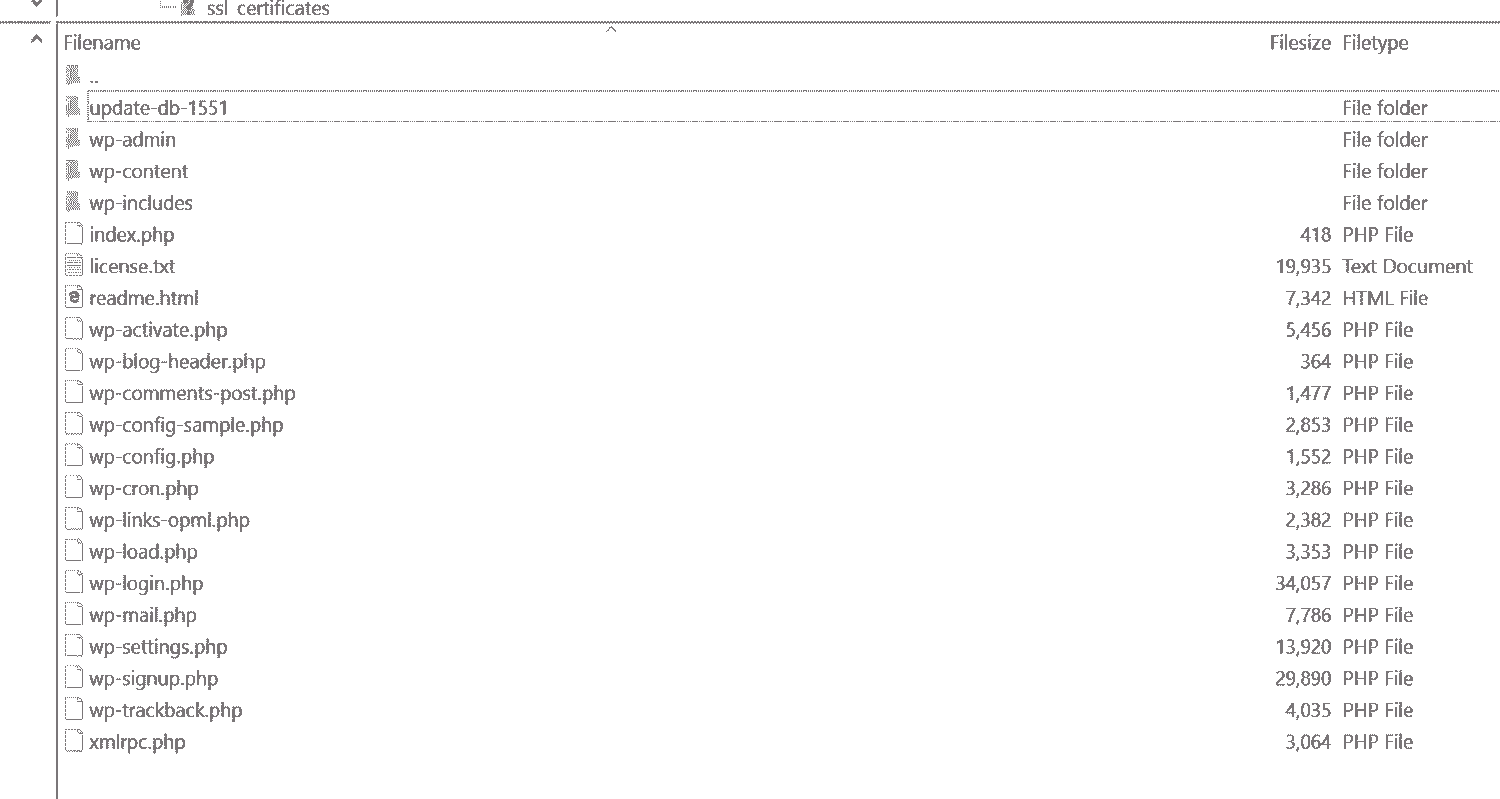 ssl_certificates
Filename Filesize Filetype
..
update-db-1551 File folder
wp-admin File folder
wp-content File folder
wp-includes File folder
index.php 418 PHP File
license.txt 19,935 Text Document
readme.html 7,342 HTML File
wp-activate.php 5,456 PHP File
wp-blog-header.php 364 PHP File
wp-comments-post.php 1,477 PHP File
wp-config-sample.php 2,853 PHP File
wp-config.php 1,552 PHP File
wp-cron.php 3,286 PHP File
wp-links-opml.php 2,382 PHP File
wp-load.php 3,353 PHP File
wp-login.php 34,057 PHP File
wp-mail.php 7,786 PHP File
wp-settings.php 13,920 PHP File
wp-signup.php 29,890 PHP File
wp-trackback.php 4,035 PHP File
xmlrpc.php 3,064 PHP File